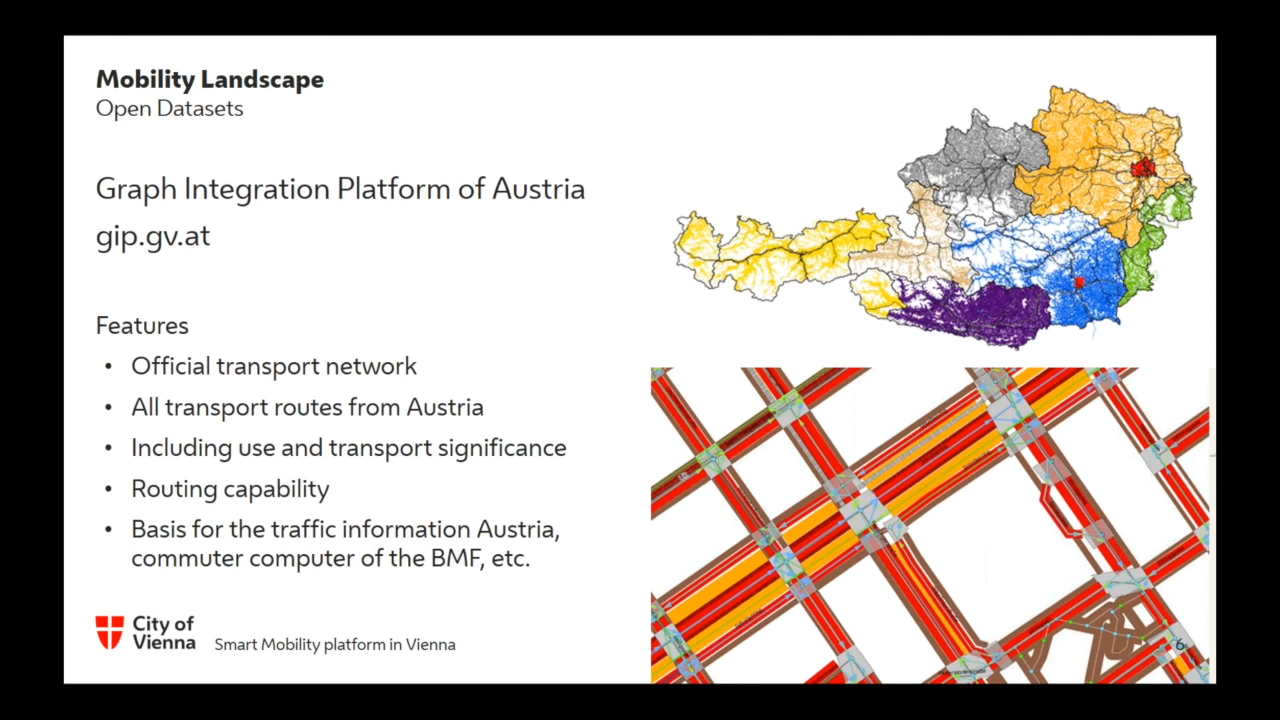 Mobility Landscape
Open Datasets
Graph Integration Platform of Austria
gip.gv.at
Features
• Official transport network
• All transport routes from Austria
• Including use and transport significance
• Routing capability
• Basis for the traffic information Austria,
commuter computer of the BMF, etc.
City of
Vienna
Smart Mobility platform in Vienna
6